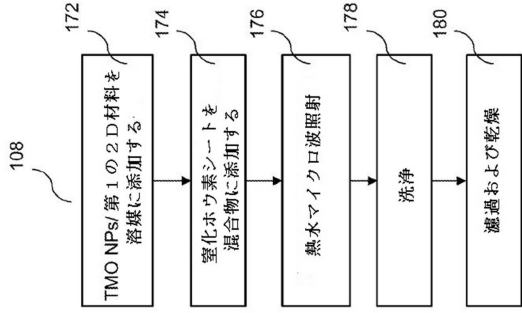 108
172
TMO NPs/第1の2D材料を
溶媒に添加する
174
窒化ホウ素シートを
混合物に添加する
176
熱水マイクロ波照射
178
洗浄
180
濾過および乾燥